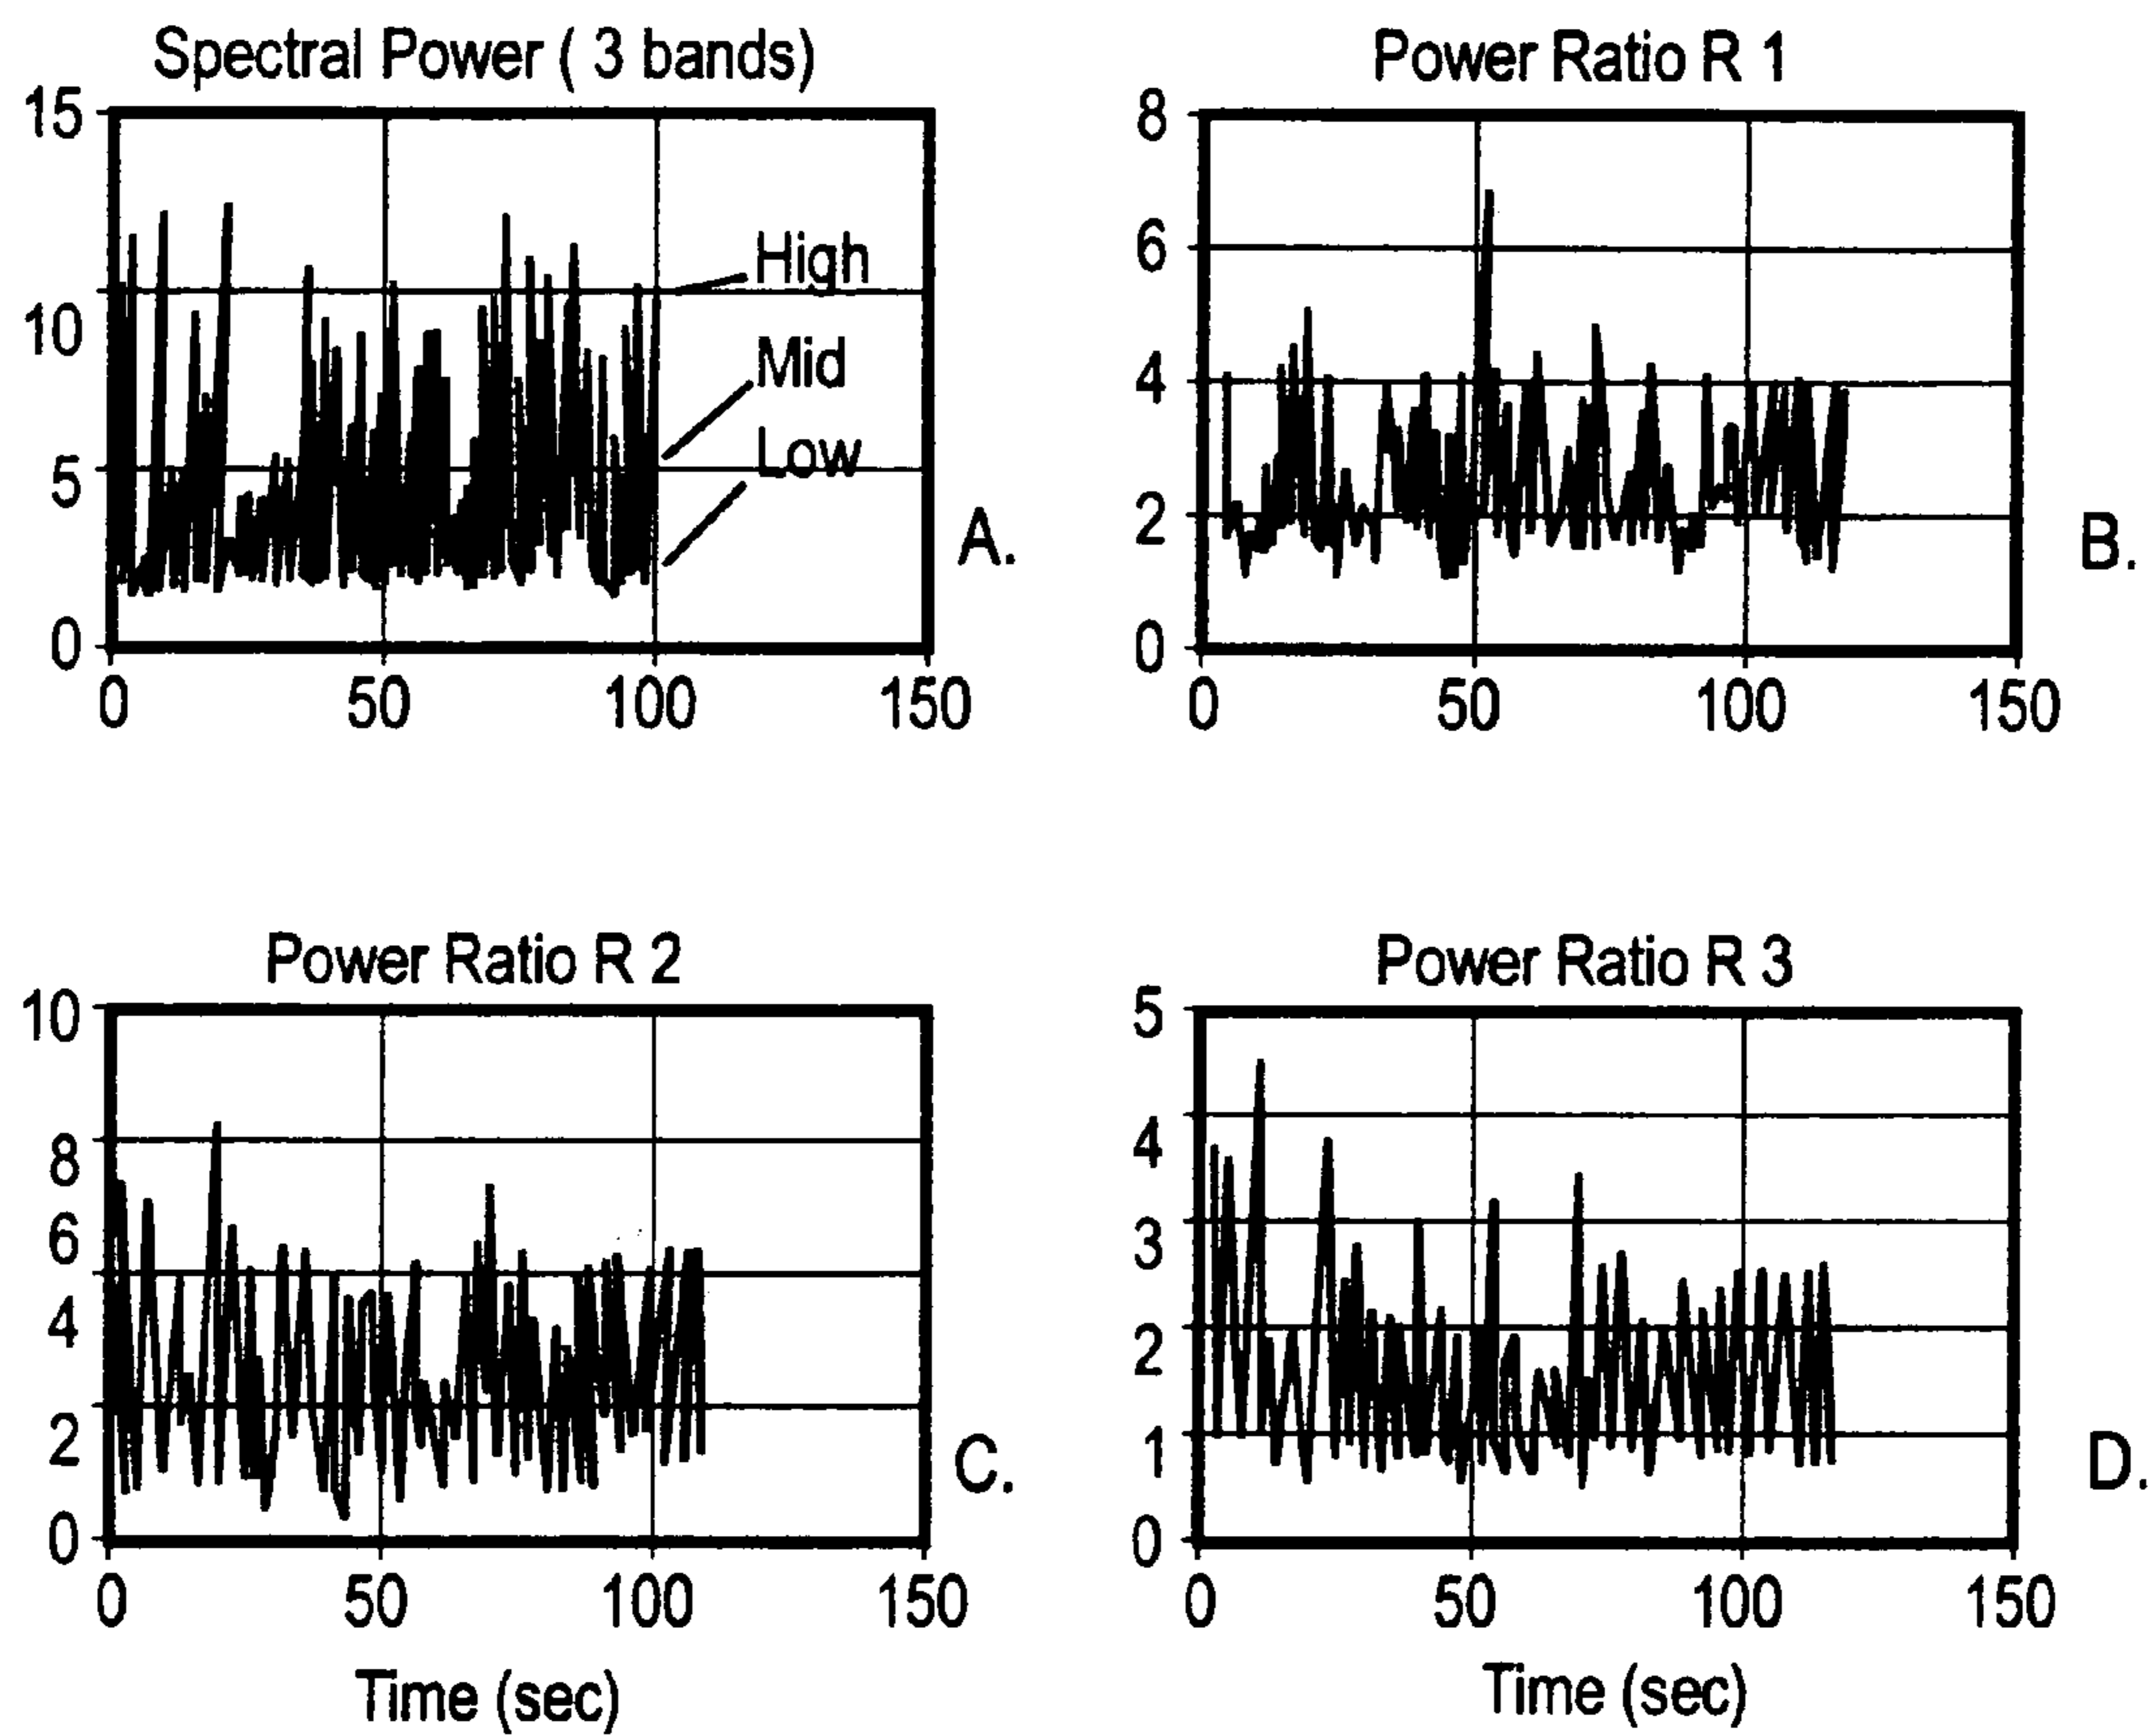 Spectral Power ( 3 bands)
15
10
5
0
High
Mid
Low
0 50 100 150
A.
Power Ratio R 1
8
6
4
2
0
0 50 100 150
B.
Power Ratio R 2
10
8
6
4
2
0
0 50 100 150
Time (sec)
C.
Power Ratio R 3
5
4
3
2
1
0
0 50 100 150
Time (sec)
D.